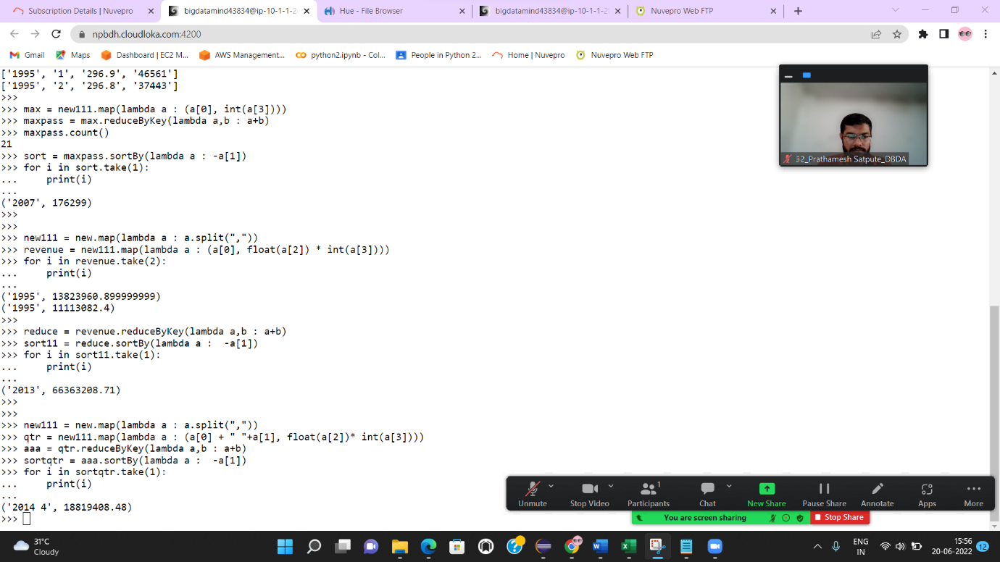 Subscription Details | Nuvepro
bigdatamind43834@ip-10-1-1-2
Hue - File Browser
bigdatamind43834@ip-10-1-1-2
Nuvepro Web FTP
npbdh.cloudloka.com:4200
Gmail
Maps
Dashboard | EC2 M...
AWS Management...
python2.ipynb - Col...
People in Python 2...
Home | Nuvepro
Nuvepro Web FTP
['1995', '1', '296.9', '46561']
['1995', '2', '296.8', '37443']
>>>
>>> max = new111.map(lambda a : (a[0], int(a[3])))
>>> maxpass = max.reduceByKey(lambda a,b : a+b)
>>> maxpass.count()
21
>>> sort = maxpass.sortBy(lambda a : -a[1])
>>> for i in sort.take(1):
...     print(i)
...
('2007', 176299)
>>>
>>>
>>> new111 = new.map(lambda a : a.split(","))
>>> revenue = new111.map(lambda a : (a[0], float(a[2]) * int(a[3])))
>>> for i in revenue.take(2):
...     print(i)
...
('1995', 13823960.899999999)
('1995', 11113082.4)
>>>
>>> reduce = revenue.reduceByKey(lambda a,b : a+b)
>>> sort11 = reduce.sortBy(lambda a :  -a[1])
>>> for i in sort11.take(1):
...     print(i)
...
('2013', 66363208.71)
>>>
>>>
>>> new111 = new.map(lambda a : a.split(","))
>>> qtr = new111.map(lambda a : (a[0] + " "+a[1], float(a[2])* int(a[3])))
>>> aaa = qtr.reduceByKey(lambda a,b : a+b)
>>> sortqtr = aaa.sortBy(lambda a :  -a[1])
>>> for i in sortqtr.take(1):
...     print(i)
...
('2014 4', 18819408.48)
>>>
32_Prathamesh Satpute_DBDA
1
Unmute
Stop Video
Participants
Chat
New Share
Pause Share
Annotate
Apps
More
You are screen sharing
Stop Share
31°C
Cloudy
ENG
IN
15:56
20-06-2022
12